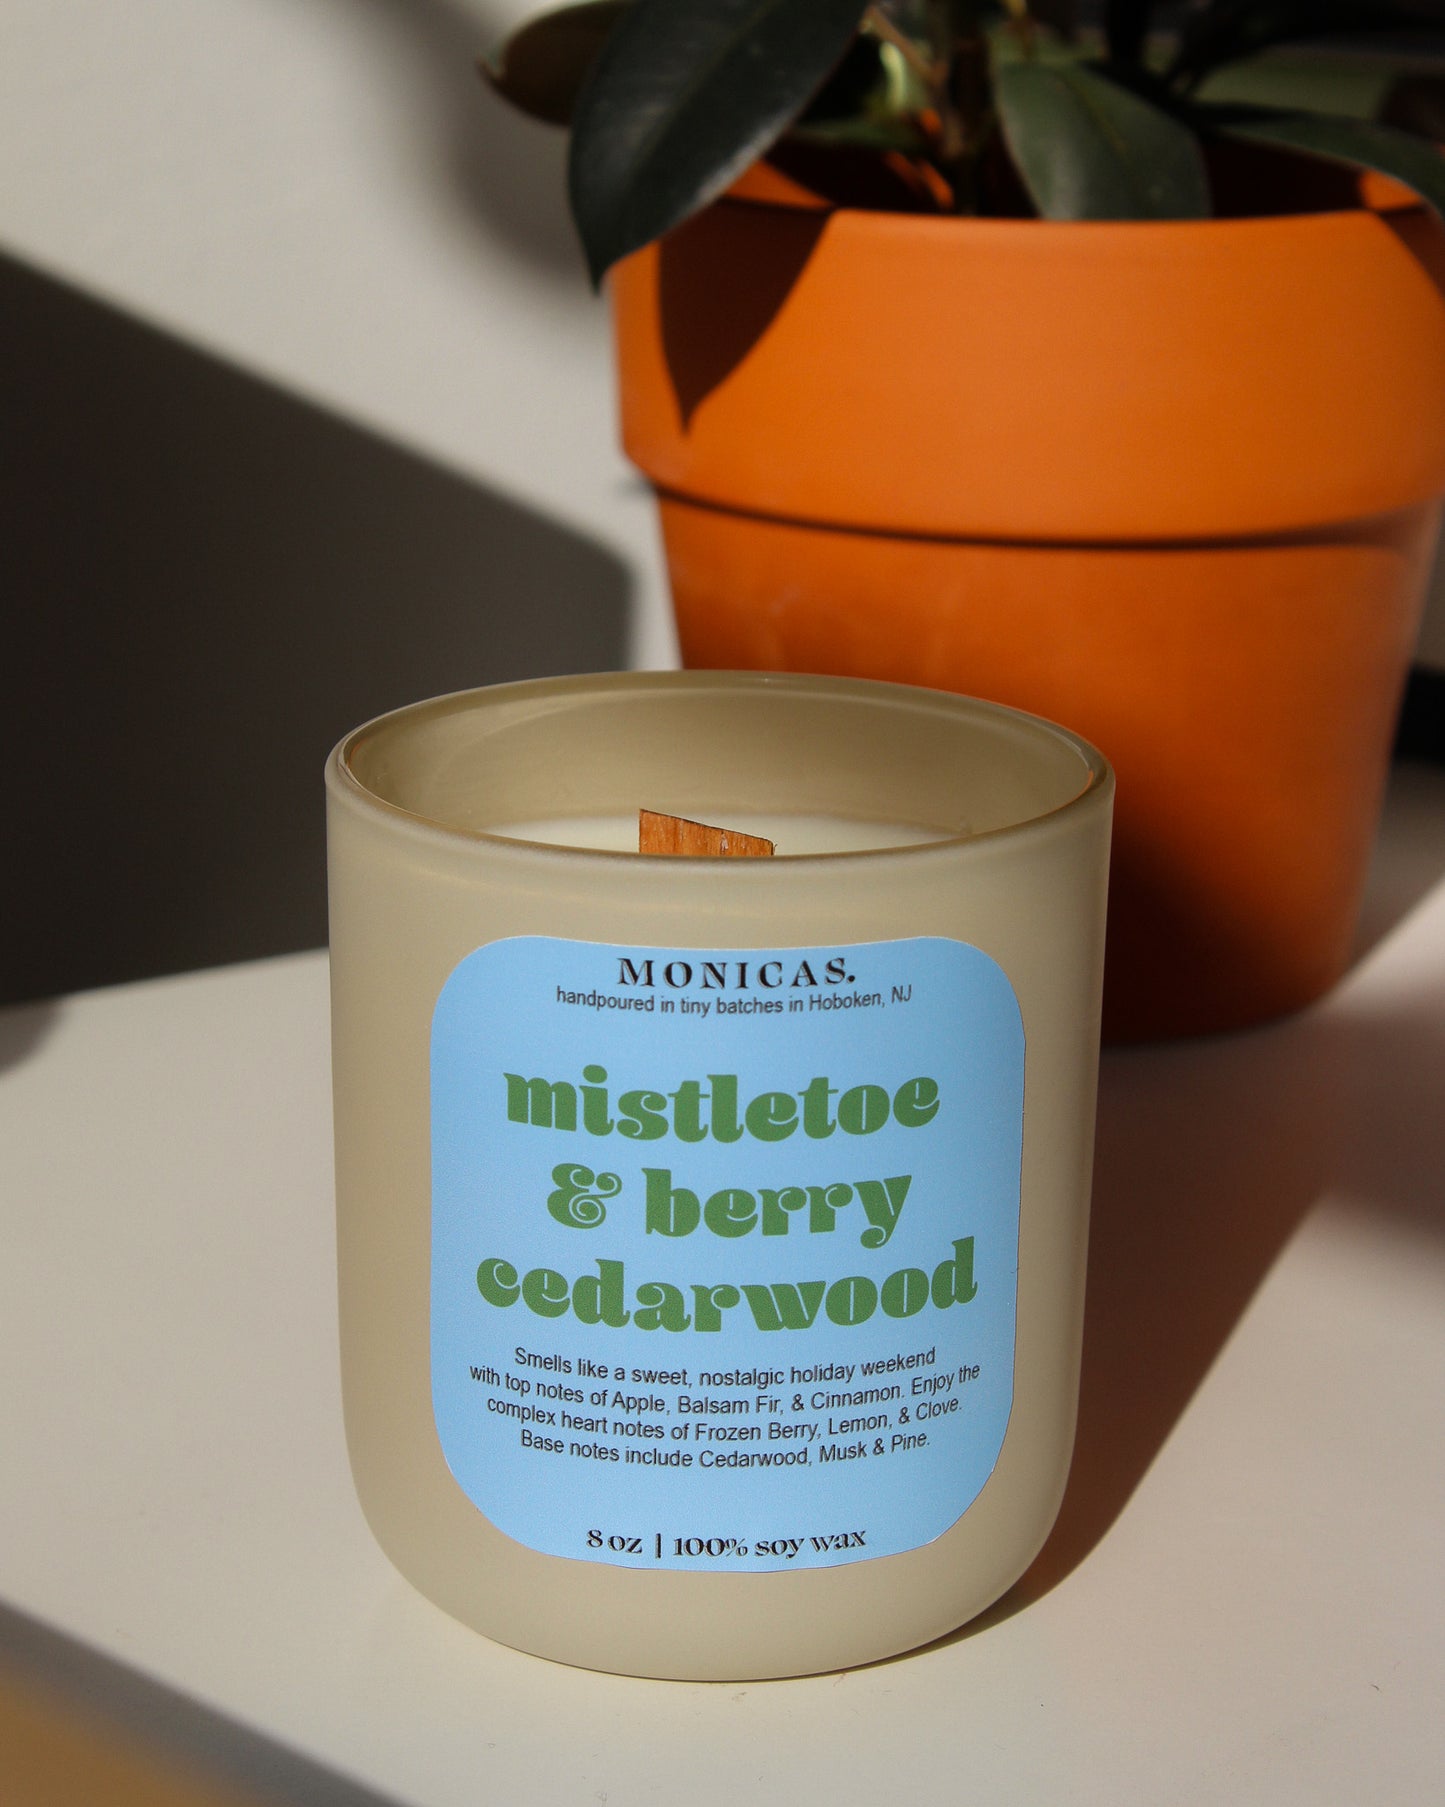 MONICAS.
handpoured in tiny batches in Hoboken, NJ
mistletoe
& berry
cedarwood
Smells like a sweet, nostalgic holiday weekend
with top notes of Apple, Balsam Fir, & Cinnamon. Enjoy the
complex heart notes of Frozen Berry, Lemon, & Clove.
Base notes include Cedarwood, Musk & Pine.
8 oz | 100% soy wax